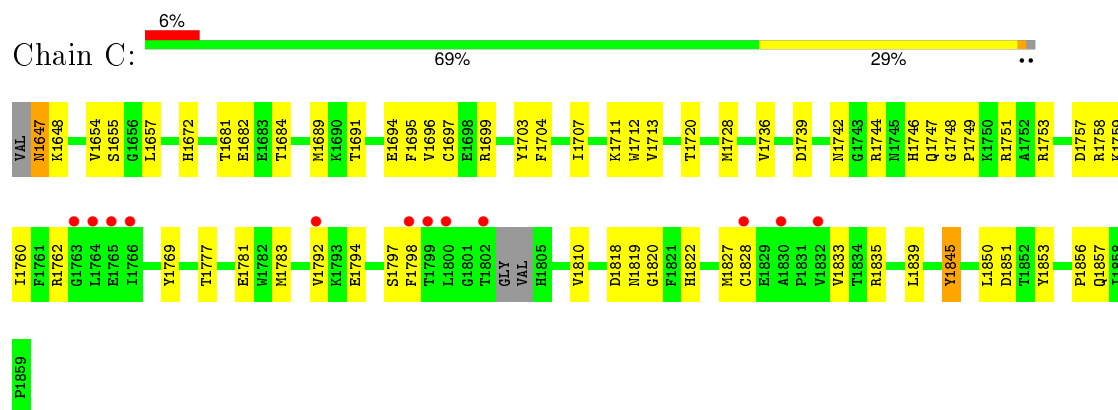 6%
Chain C:
69%
29%
VAL N1647 K1648 V1654 S1655 G1656 L1657 H1672 T1681 E1682 E1683 T1684 M1689 K1690 T1691 E1694 F1695 V1696 C1697 E1698 R1699 Y1703 F1704 I1707 K1711 W1712 V1713 T1720 M1728 V1736 D1739 N1742 G1743 R1744 N1745 H1746 Q1747 G1748 P1749 K1750 R1751 A1752 R1753 D1757 R1758 K1759
I1760 F1761 R1762 G1763 L1764 E1765 I1766 Y1769 T1777 E1781 W1782 M1783 V1792 K1793 E1794 S1797 F1798 T1799 L1800 G1801 T1802 GLY VAL H1805 V1810 D1818 N1819 G1820 F1821 H1822 M1827 C1828 E1829 A1830 P1831 V1832 V1833 T1834 R1835 L1839 Y1845 L1850 D1851 T1852 Y1853 P1856 Q1857 I1858
P1859